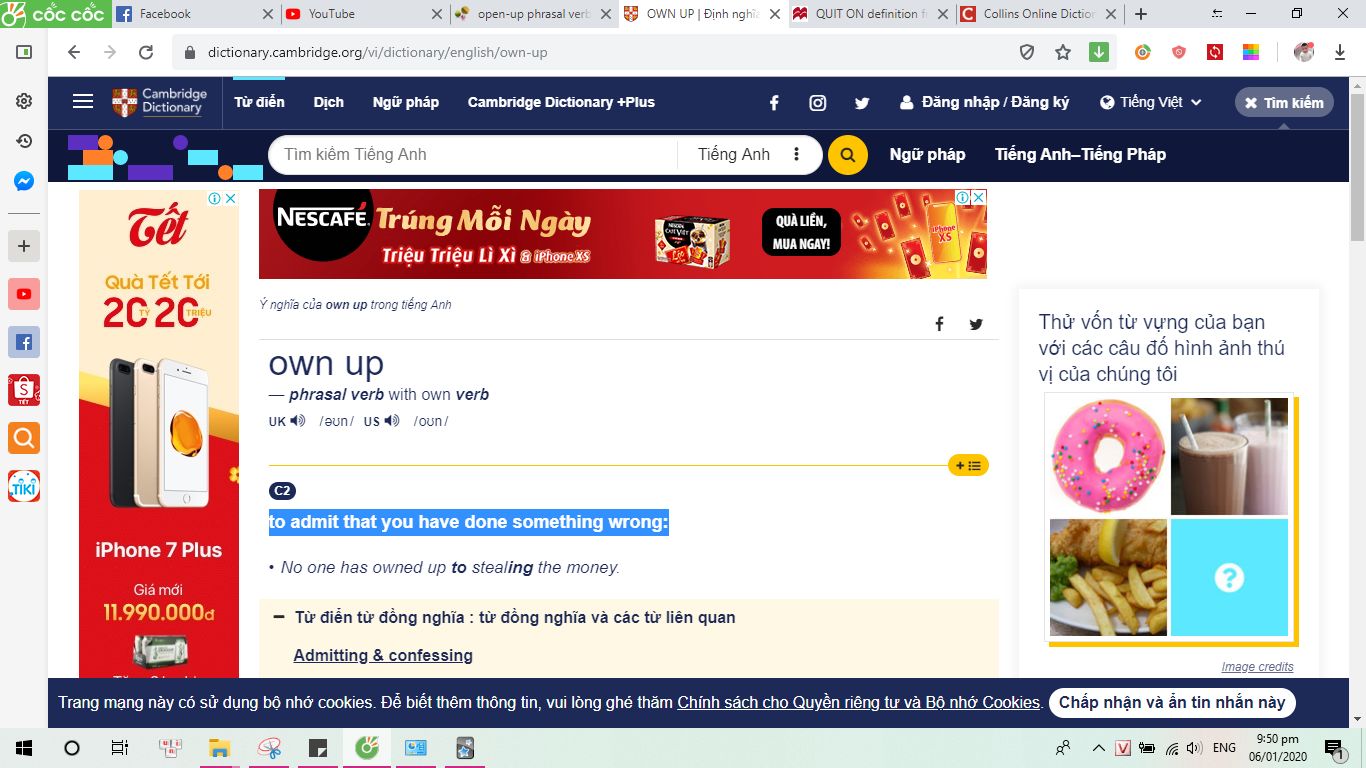 cốc cốc
Facebook
YouTube
open-up phrasal verb
OWN UP | Định nghĩa
QUIT ON definition f
Collins Online Diction
dictionary.cambridge.org/vi/dictionary/english/own-up
Cambridge
Dictionary
Từ điển
Dịch
Ngữ pháp
Cambridge Dictionary +Plus
Đăng nhập / Đăng ký
Tiếng Việt
Tìm kiếm
Tìm kiếm Tiếng Anh
Tiếng Anh
Ngữ pháp
Tiếng Anh–Tiếng Pháp
Tết
Quà Tết Tới
20 TỶ 20 TRIỆU
iPhone 7 Plus
Giá mới
11.990.000đ
NESCAFÉ.
Trúng Mỗi Ngày
Triệu Triệu Lì Xì & iPhone XS
QUÀ LIỀN,
MUA NGAY!
iPhone
XS
Ý nghĩa của own up trong tiếng Anh
own up
— phrasal verb with own verb
UK /əʊn/ US /oʊn/
C2
to admit that you have done something wrong:
• No one has owned up to stealing the money.
Từ điển từ đồng nghĩa : từ đồng nghĩa và các từ liên quan
Admitting & confessing
Thử vốn từ vựng của bạn
với các câu đố hình ảnh thú
vị của chúng tôi
?
Image credits
TẾT
TIKI
Trang mạng này có sử dụng bộ nhớ cookies. Để biết thêm thông tin, vui lòng ghé thăm Chính sách cho Quyền riêng tư và Bộ nhớ Cookies.
Chấp nhận và ẩn tin nhắn này
ENG
9:50 pm
06/01/2020
1